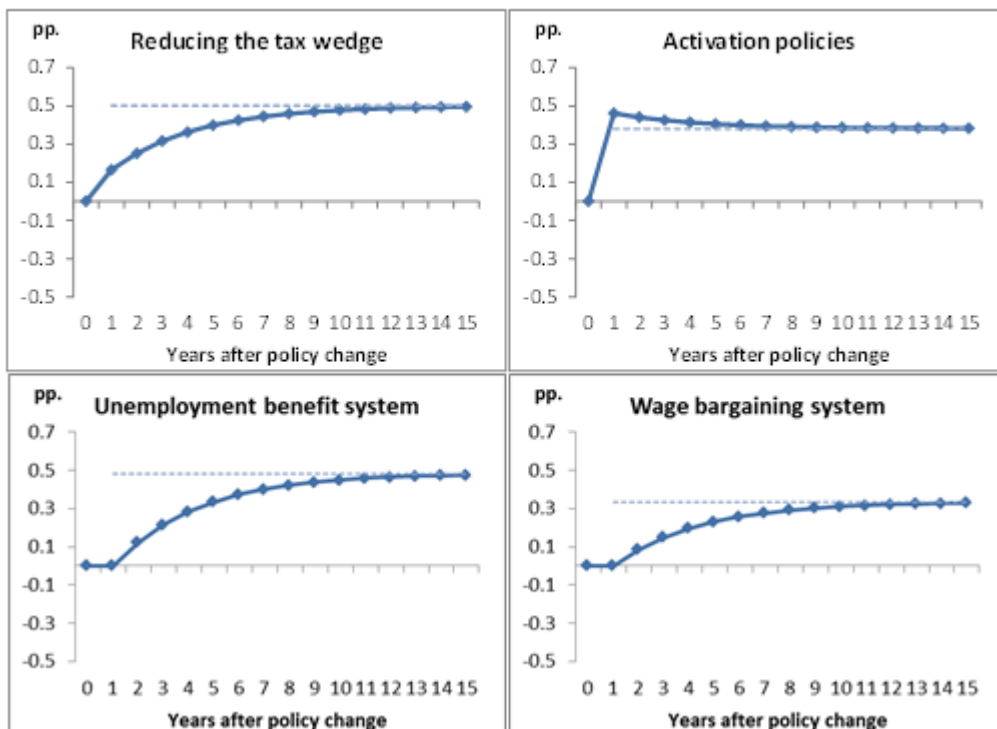 pp.
Reducing the tax wedge
0.7
0.5
0.3
0.1
-0.1
-0.3
-0.5
0 1 2 3 4 5 6 7 8 9 10 11 12 13 14 15
Years after policy change
pp.
Activation policies
0.7
0.5
0.3
0.1
-0.1
-0.3
-0.5
0 1 2 3 4 5 6 7 8 9 10 11 12 13 14 15
Years after policy change
pp.
Unemployment benefit system
0.7
0.5
0.3
0.1
-0.1
-0.3
-0.5
0 1 2 3 4 5 6 7 8 9 10 11 12 13 14 15
Years after policy change
pp.
Wage bargaining system
0.7
0.5
0.3
0.1
-0.1
-0.3
-0.5
0 1 2 3 4 5 6 7 8 9 10 11 12 13 14 15
Years after policy change